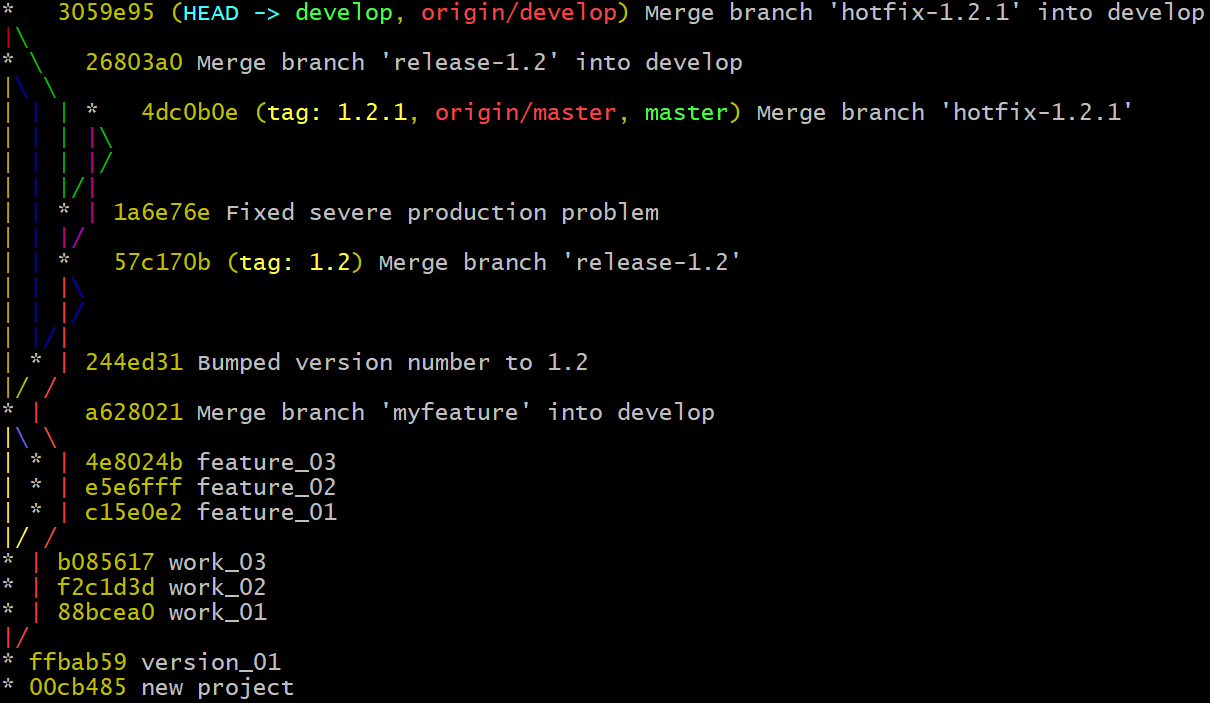 *   3059e95 (HEAD -> develop, origin/develop) Merge branch 'hotfix-1.2.1' into develop
|\
* \   26803a0 Merge branch 'release-1.2' into develop
|\ \
| | | *   4dc0b0e (tag: 1.2.1, origin/master, master) Merge branch 'hotfix-1.2.1'
| | | |\
| | | |/
| | |/|
| | * | 1a6e76e Fixed severe production problem
| | |/
| | *   57c170b (tag: 1.2) Merge branch 'release-1.2'
| | |\
| | |/
| |/|
| * | 244ed31 Bumped version number to 1.2
|/ /
* |   a628021 Merge branch 'myfeature' into develop
|\ \
| * | 4e8024b feature_03
| * | e5e6fff feature_02
| * | c15e0e2 feature_01
|/ /
* | b085617 work_03
* | f2c1d3d work_02
* | 88bcea0 work_01
|/
* ffbab59 version_01
* 00cb485 new project